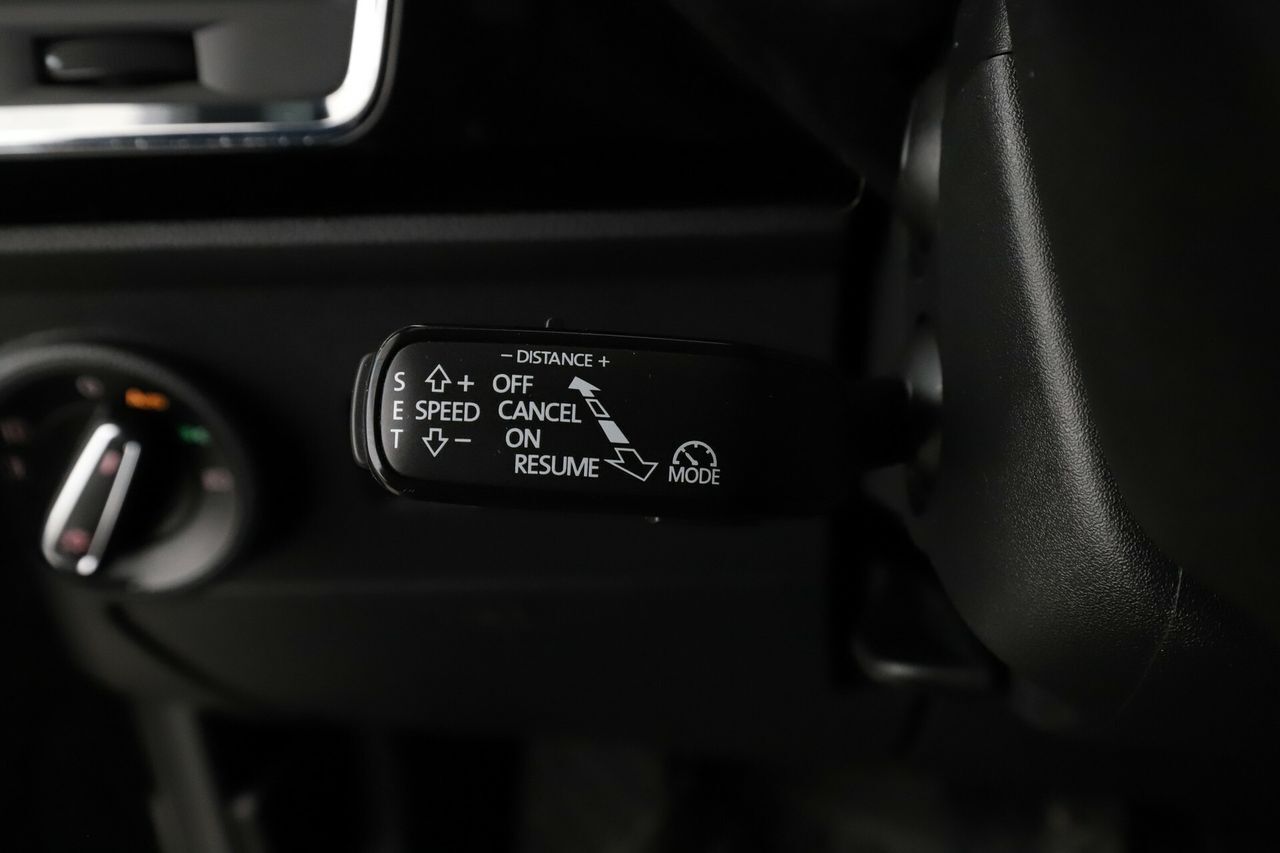 – DISTANCE +
S + OFF
E SPEED CANCEL
T – ON
RESUME
MODE